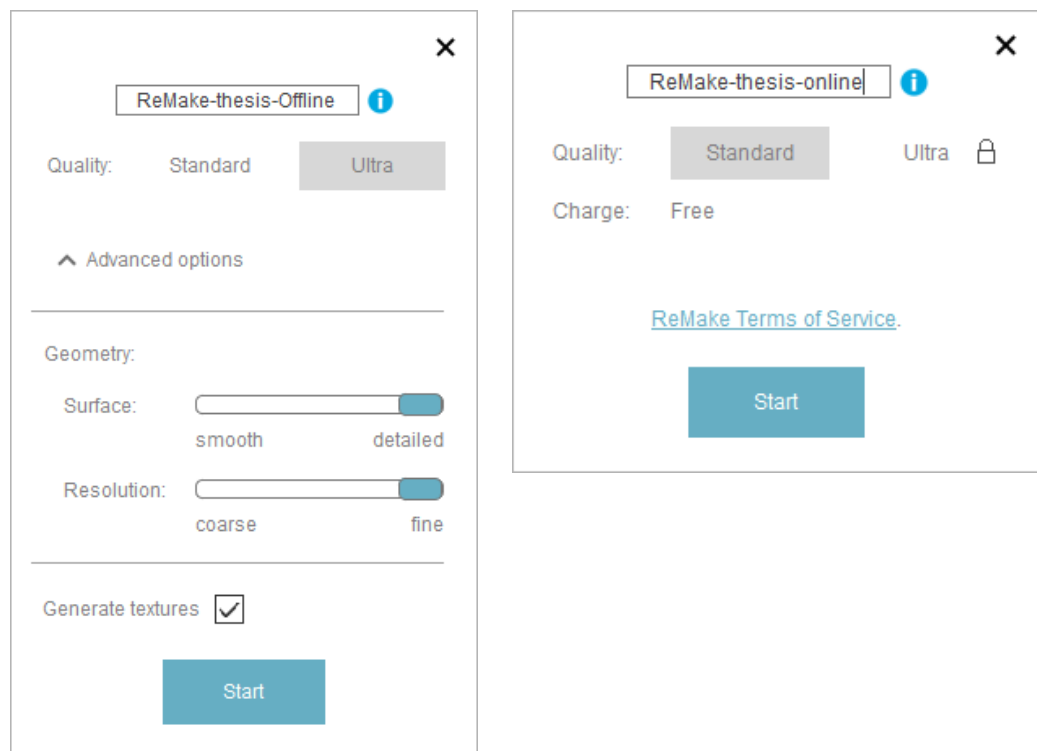 ReMake-thesis-Offline
Quality: Standard Ultra
Advanced options
Geometry:
Surface:
smooth detailed
Resolution:
coarse fine
Generate textures
Start
ReMake-thesis-online
Quality: Standard Ultra
Charge: Free
ReMake Terms of Service.
Start